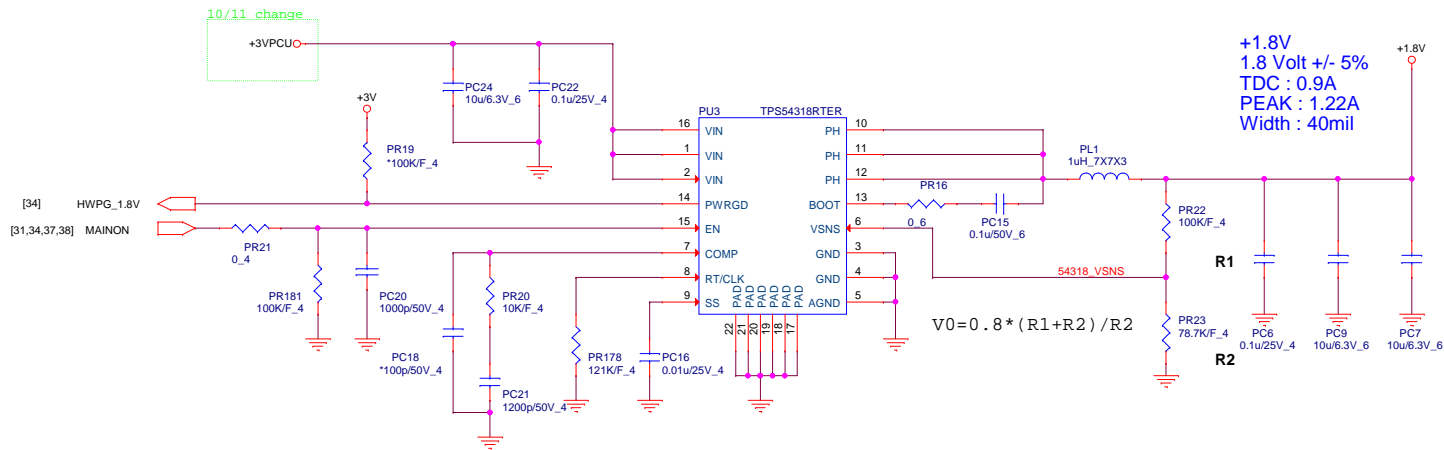 10/11 change
+3VPCU
+1.8V
1.8 Volt +/- 5%
TDC : 0.9A
PEAK : 1.22A
Width : 40mil
+1.8V
PC24
10u/6.3V_6
PC22
0.1u/25V_4
+3V
PR19
*100K/F_4
PU3
TPS54318RTER
16
VIN
1
VIN
2
VIN
14
PWRGD
15
EN
7
COMP
8
RT/CLK
9
SS
PH
10
PH
11
PH
12
BOOT
13
VSNS
6
GND
3
GND
4
AGND
5
PAD
PAD
PAD
PAD
PAD
PAD
22
21
20
19
18
17
PL1
1uH_7X7X3
PR16
0_6
PC15
0.1u/50V_6
[34]
HWPG_1.8V
[31,34,37,38]
MAINON
PR21
0_4
PR181
100K/F_4
PC20
1000p/50V_4
PR20
10K/F_4
PC18
*100p/50V_4
PC21
1200p/50V_4
PR178
121K/F_4
PC16
0.01u/25V_4
54318_VSNS
PR22
100K/F_4
R1
V0=0.8*(R1+R2)/R2
PR23
78.7K/F_4
R2
PC6
0.1u/25V_4
PC9
10u/6.3V_6
PC7
10u/6.3V_6